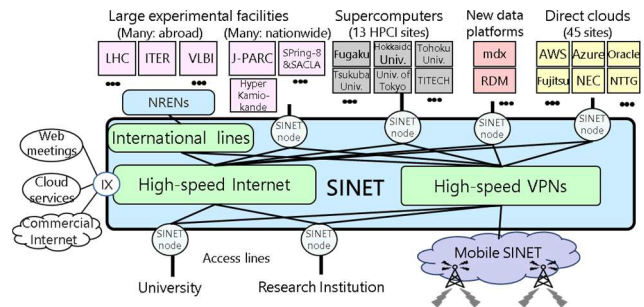 Large experimental facilities
(Many: abroad) (Many: nationwide)
Supercomputers
(13 HPCI sites)
New data
platforms
Direct clouds
(45 sites)
LHC
ITER
VLBI
J-PARC
SPring-8
&SACLA
Hyper
Kamio-
kande
Fugaku
Hokkaido
Univ.
Tohoku
Univ.
Tsukuba
Univ.
Univ. of
Tokyo
TITECH
mdx
RDM
AWS
Azure
Oracle
Fujitsu
NEC
NTTG
NRENs
International lines
SINET
node
SINET
node
SINET
node
SINET
node
Web
meetings
Cloud
services
Commercial
Internet
IX
High-speed Internet
SINET
High-speed VPNs
SINET
node
SINET
node
Access lines
University
Research Institution
Mobile SINET